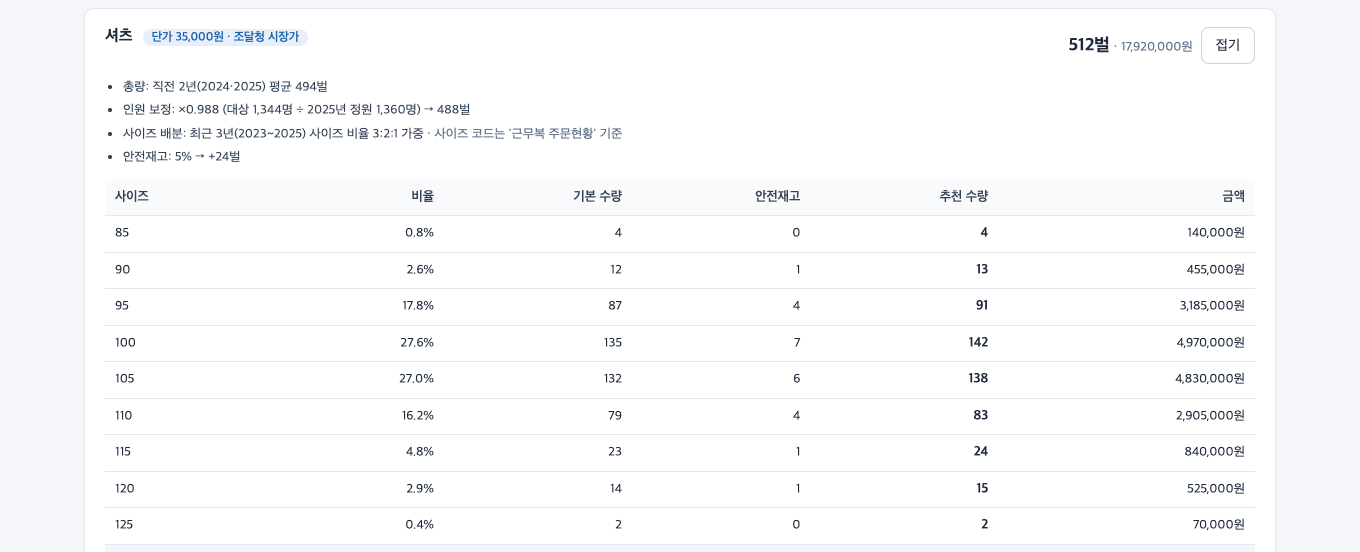 셔츠 단가 35,000원 · 조달청 시장가 512벌 · 17,920,000원 접기
• 총량: 직전 2년(2024·2025) 평균 494벌
• 인원 보정: ×0.988 (대상 1,344명 ÷ 2025년 정원 1,360명) → 488벌
• 사이즈 배분: 최근 3년(2023~2025) 사이즈 비율 3:2:1 가중 · 사이즈 코드는 '근무복 주문현황' 기준
• 안전재고: 5% → +24벌
사이즈 비율 기본 수량 안전재고 추천 수량 금액
85 0.8% 4 0 4 140,000원
90 2.6% 12 1 13 455,000원
95 17.8% 87 4 91 3,185,000원
100 27.6% 135 7 142 4,970,000원
105 27.0% 132 6 138 4,830,000원
110 16.2% 79 4 83 2,905,000원
115 4.8% 23 1 24 840,000원
120 2.9% 14 1 15 525,000원
125 0.4% 2 0 2 70,000원